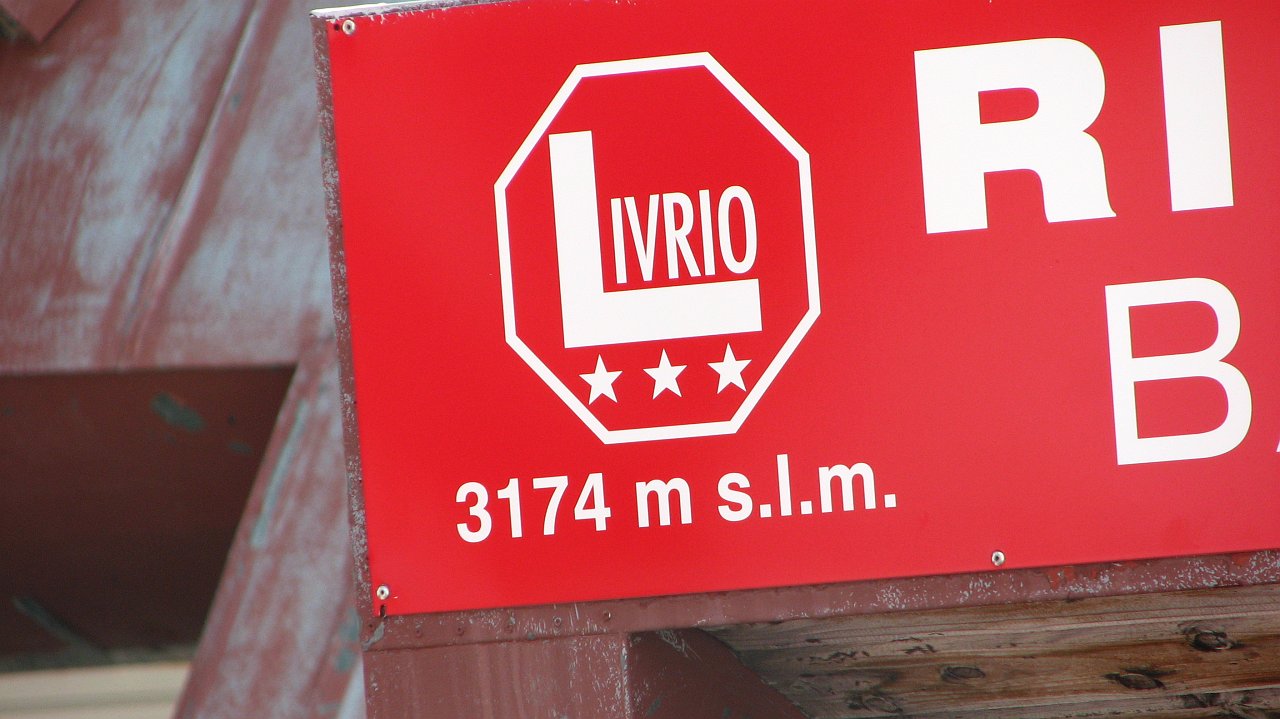 LIVRIO
3174 m s.l.m.
RI
B